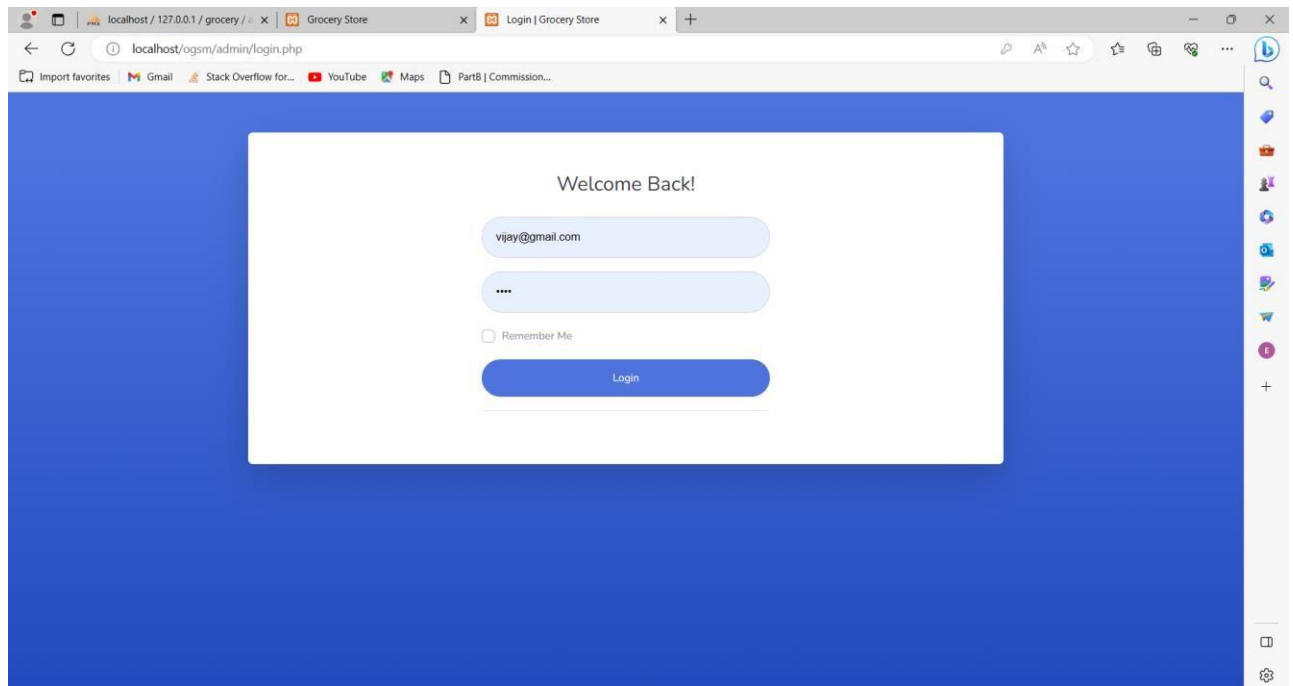 localhost / 127.0.0.1 / grocery / a
Grocery Store
Login | Grocery Store
localhost/ogsm/admin/login.php
Import favorites
Gmail
Stack Overflow for...
YouTube
Maps
PartB | Commission...
Welcome Back!
vijay@gmail.com
••••
Remember Me
Login
E